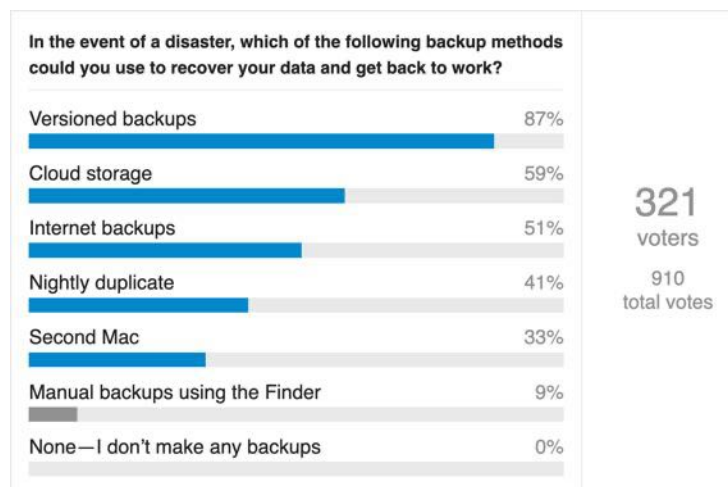 In the event of a disaster, which of the following backup methods
could you use to recover your data and get back to work?
Versioned backups 87%
Cloud storage 59%
Internet backups 51%
Nightly duplicate 41%
Second Mac 33%
Manual backups using the Finder 9%
None—I don’t make any backups 0%
321
voters
910
total votes